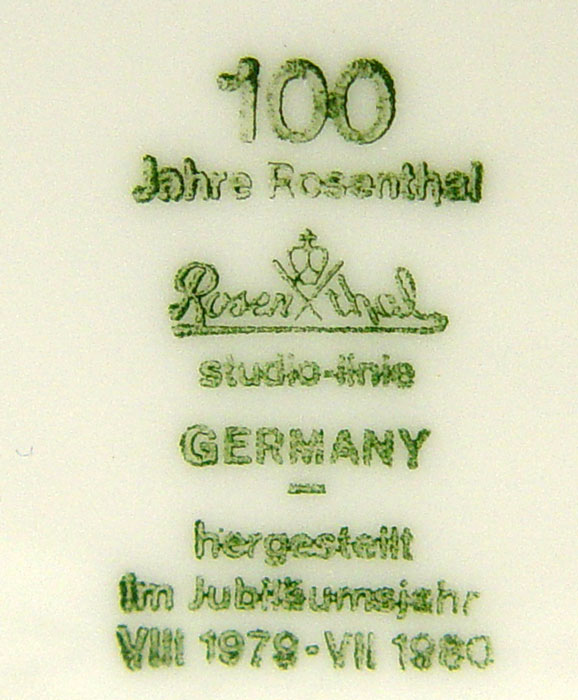 100
Jahre Rosenthal
Rosenthal
studio-linie
GERMANY
—
hergestellt
im Jubiläumsjahr
VIII 1979-VII 1980